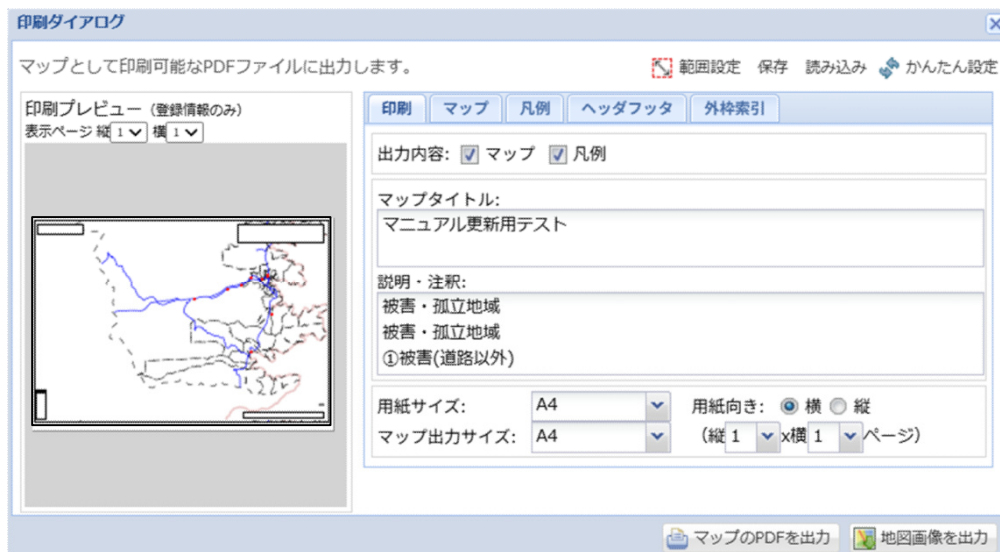 印刷ダイアログ
マップとして印刷可能なPDFファイルに出力します。
範囲設定 保存 読み込み かんたん設定
印刷プレビュー (登録情報のみ)
表示ページ 縦 1 横 1
印刷 マップ 凡例 ヘッダフッタ 外枠索引
出力内容: マップ 凡例
マップタイトル:
マニュアル更新用テスト
説明・注釈:
被害・孤立地域
被害・孤立地域
①被害(道路以外)
用紙サイズ: A4 用紙向き: 横 縦
マップ出力サイズ: A4 (縦 1 x横 1 ページ)
マップのPDFを出力 地図画像を出力